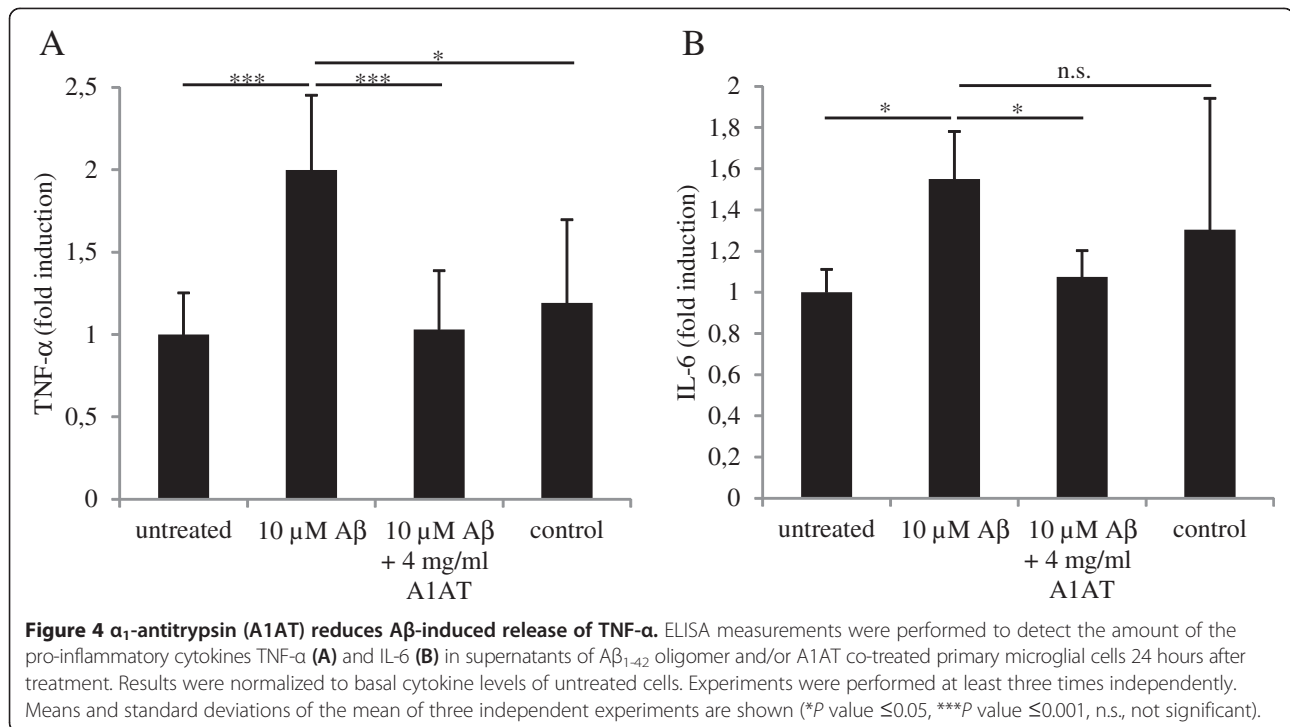 A
B
TNF-α (fold induction)
2,5
2
1,5
1
0,5
0
***
***
*
untreated
10 µM Aβ
10 µM Aβ
+ 4 mg/ml
A1AT
control
IL-6 (fold induction)
2
1,8
1,6
1,4
1,2
1
0,8
0,6
0,4
0,2
0
*
*
n.s.
untreated
10 µM Aβ
10 µM Aβ
+ 4 mg/ml
A1AT
control
Figure 4 α₁-antitrypsin (A1AT) reduces Aβ-induced release of TNF-α. ELISA measurements were performed to detect the amount of the
pro-inflammatory cytokines TNF-α (A) and IL-6 (B) in supernatants of Aβ₁₋₄₂ oligomer and/or A1AT co-treated primary microglial cells 24 hours after
treatment. Results were normalized to basal cytokine levels of untreated cells. Experiments were performed at least three times independently.
Means and standard deviations of the mean of three independent experiments are shown (*P value ≤0.05, ***P value ≤0.001, n.s., not significant).